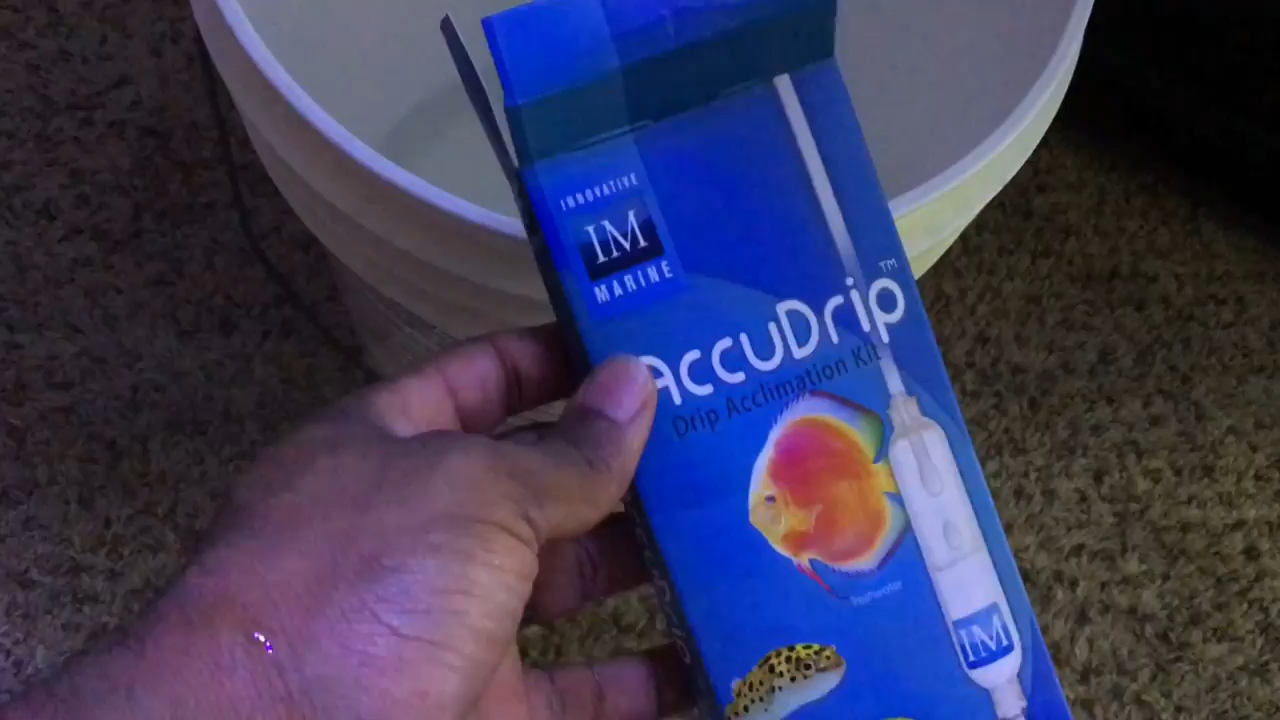 INNOVATIVE
IM
MARINE
AccuDrip™
Drip Acclimation Kit
IM